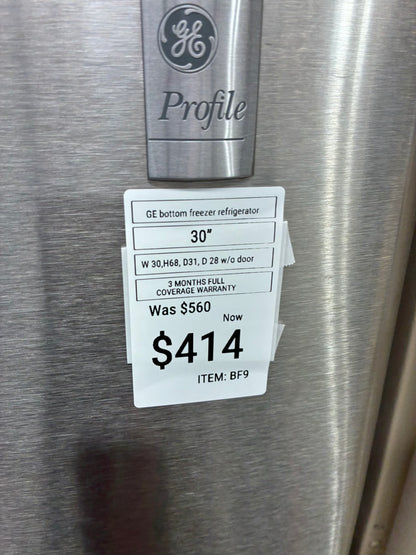 GE
Profile
GE bottom freezer refrigerator
30"
W 30,H68, D31, D 28 w/o door
3 MONTHS FULL
COVERAGE WARRANTY
Was $560
Now
$414
ITEM: BF9